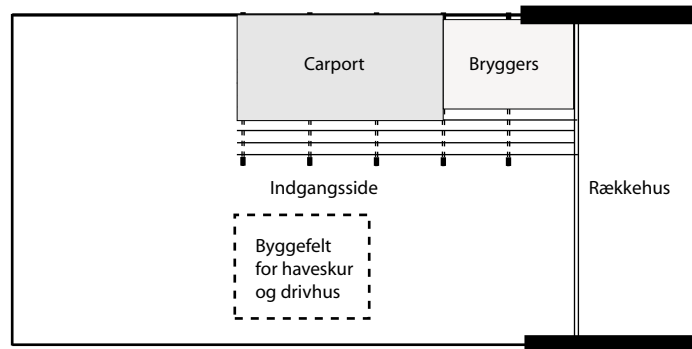 Carport
Bryggers
Indgangsside
Rækkehus
Byggefelt
for haveskur
og drivhus